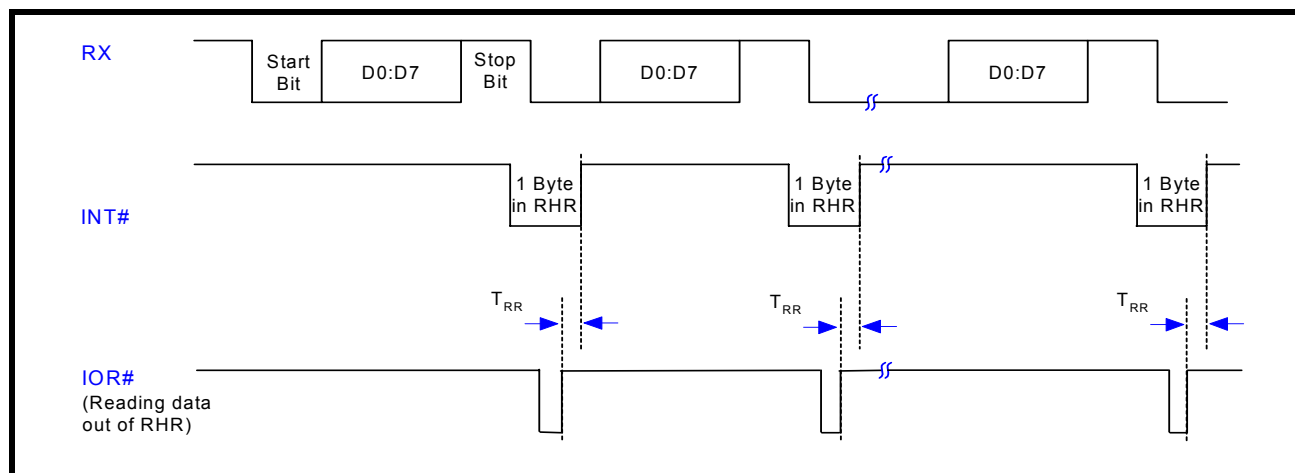 RX
Start
Bit
D0:D7
Stop
Bit
D0:D7
D0:D7
INT#
1 Byte
in RHR
1 Byte
in RHR
1 Byte
in RHR
TRR
TRR
TRR
IOR#
(Reading data
out of RHR)